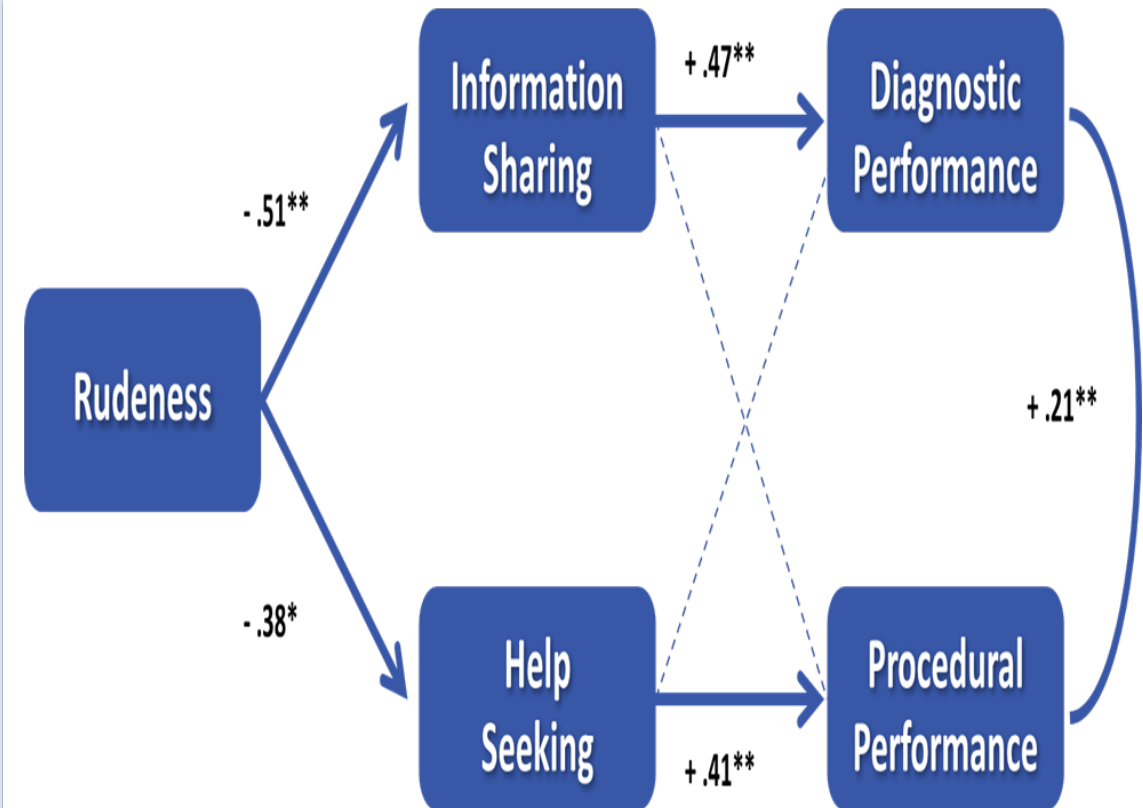 Information
Sharing
+ .47**
Diagnostic
Performance
- .51**
Rudeness
+ .21**
- .38*
Help
Seeking
+ .41**
Procedural
Performance